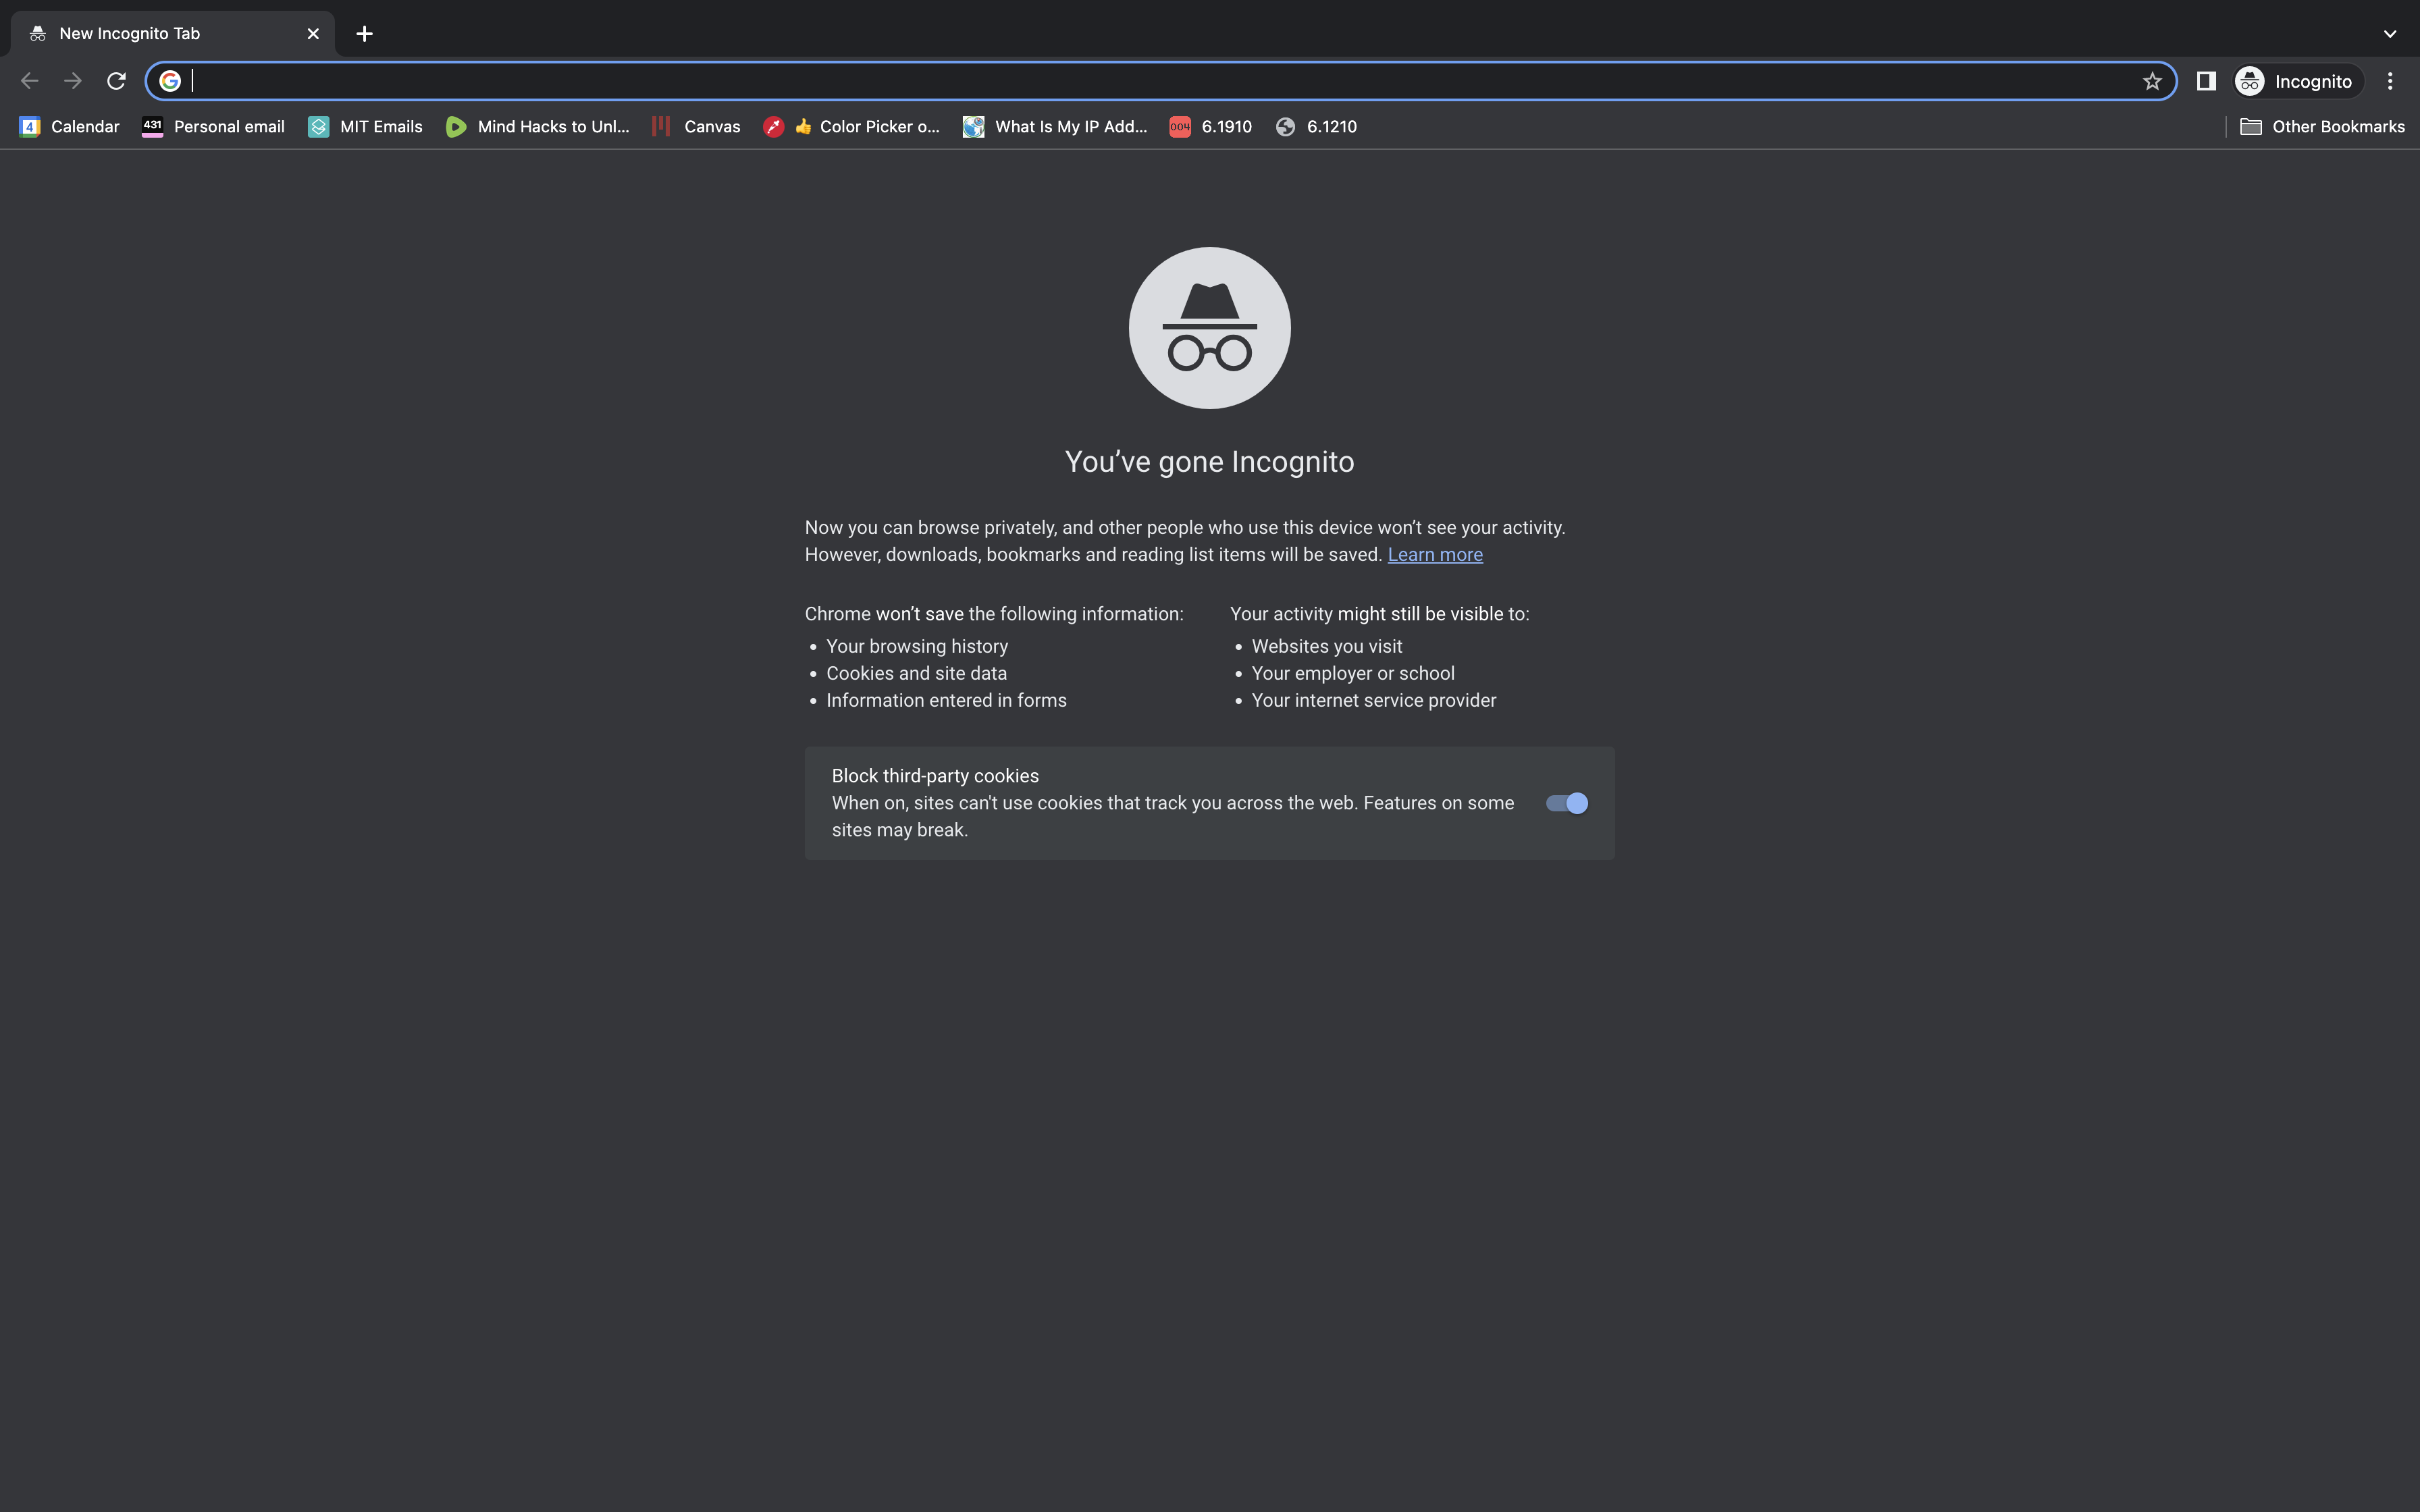 New Incognito Tab
Incognito
Calendar
431 Personal email
MIT Emails
Mind Hacks to Unl...
Canvas
👍 Color Picker o...
What Is My IP Add...
004 6.1910
6.1210
Other Bookmarks
You’ve gone Incognito
Now you can browse privately, and other people who use this device won’t see your activity.
However, downloads, bookmarks and reading list items will be saved. Learn more
Chrome won’t save the following information:
Your browsing history
Cookies and site data
Information entered in forms
Your activity might still be visible to:
Websites you visit
Your employer or school
Your internet service provider
Block third-party cookies
When on, sites can't use cookies that track you across the web. Features on some
sites may break.